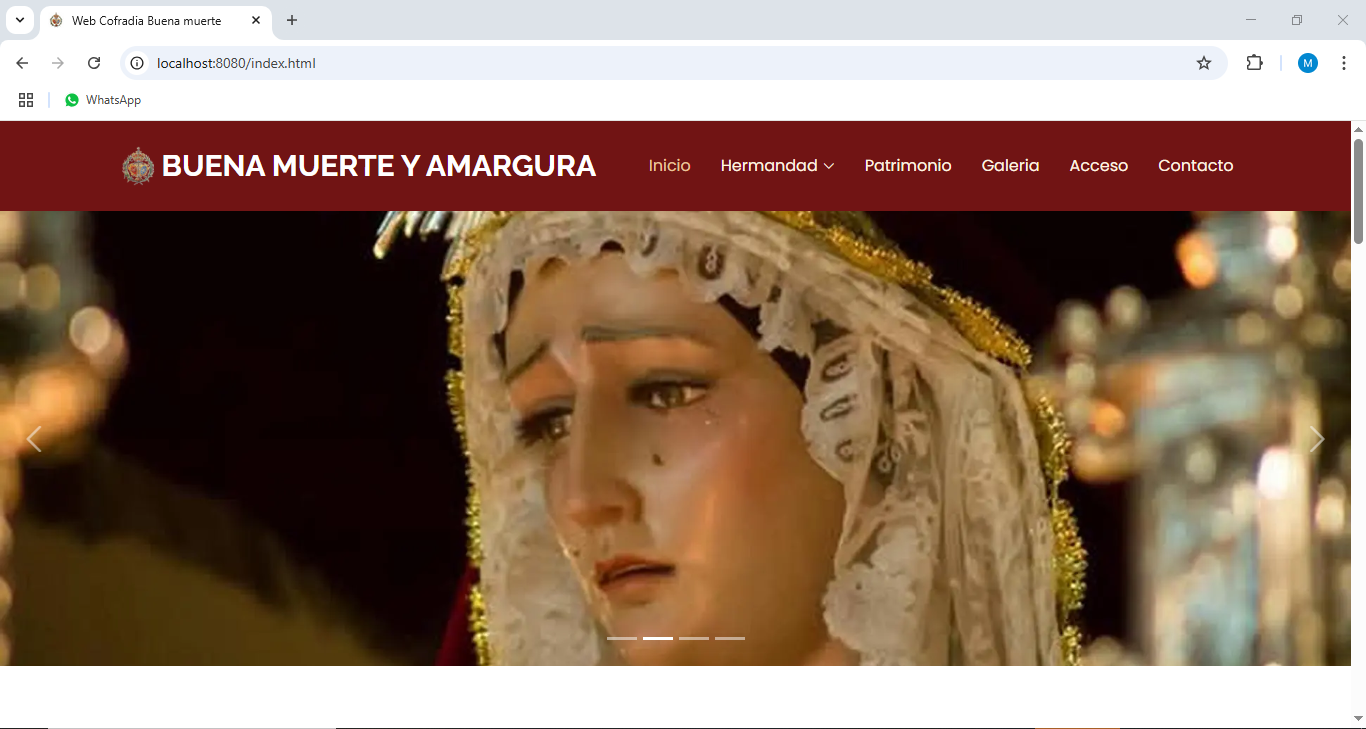 Web Cofradia Buena muerte
localhost:8080/index.html
M
WhatsApp
BUENA MUERTE Y AMARGURA
Inicio Hermandad Patrimonio Galeria Acceso Contacto